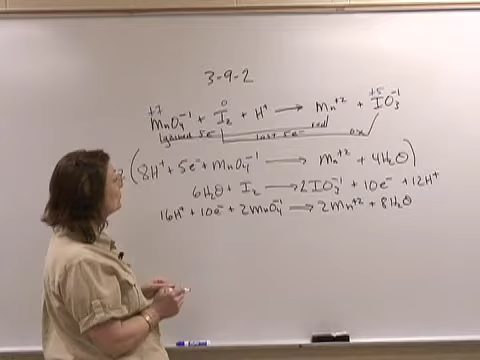 3-9-2
+7 0 +5
MnO₄⁻¹ + I₂ + H⁺ → Mn⁺² + IO₃⁻¹
gained 5e⁻ red
lost 5e⁻ ox
2(8H⁺ + 5e⁻ + MnO₄⁻¹ → Mn⁺² + 4H₂O)
6H₂O + I₂ → 2IO₃⁻¹ + 10e⁻ + 12H⁺
16H⁺ + 10e⁻ + 2MnO₄⁻¹ → 2Mn⁺² + 8H₂O